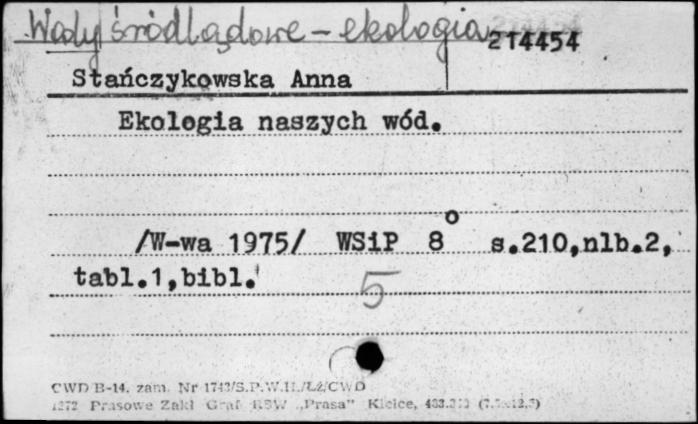 Wody śródlądowe – ekologia 214454
Stańczykowska Anna
Ekologia naszych wód.
/W-wa 1975/ WSiP 8° s.210,nlb.2,
tabl.1,bibl.
5
CWD B-14. zam. Nr 1743/S.P.W.H./Łż/CWD
Prasowe Zakł Graf RSW „Prasa" Kielce,